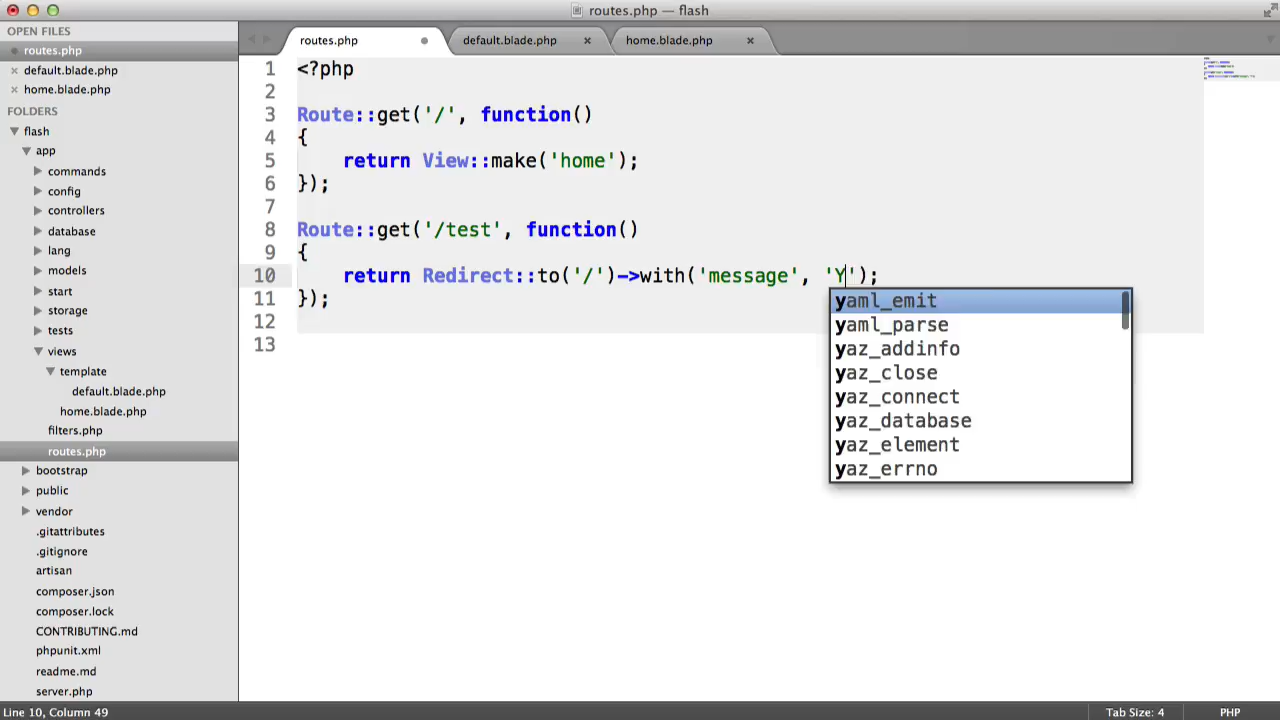 routes.php — flash
OPEN FILES
routes.php
default.blade.php
home.blade.php
FOLDERS
flash
app
commands
config
controllers
database
lang
models
start
storage
tests
views
template
default.blade.php
home.blade.php
filters.php
routes.php
bootstrap
public
vendor
.gitattributes
.gitignore
artisan
composer.json
composer.lock
CONTRIBUTING.md
phpunit.xml
readme.md
server.php
routes.php default.blade.php home.blade.php
1 <?php
2
3 Route::get('/', function()
4 {
5     return View::make('home');
6 });
7
8 Route::get('/test', function()
9 {
10     return Redirect::to('/')->with('message', 'Y');
11 });
12
13
yaml_emit
yaml_parse
yaz_addinfo
yaz_close
yaz_connect
yaz_database
yaz_element
yaz_errno
Line 10, Column 49 Tab Size: 4 PHP